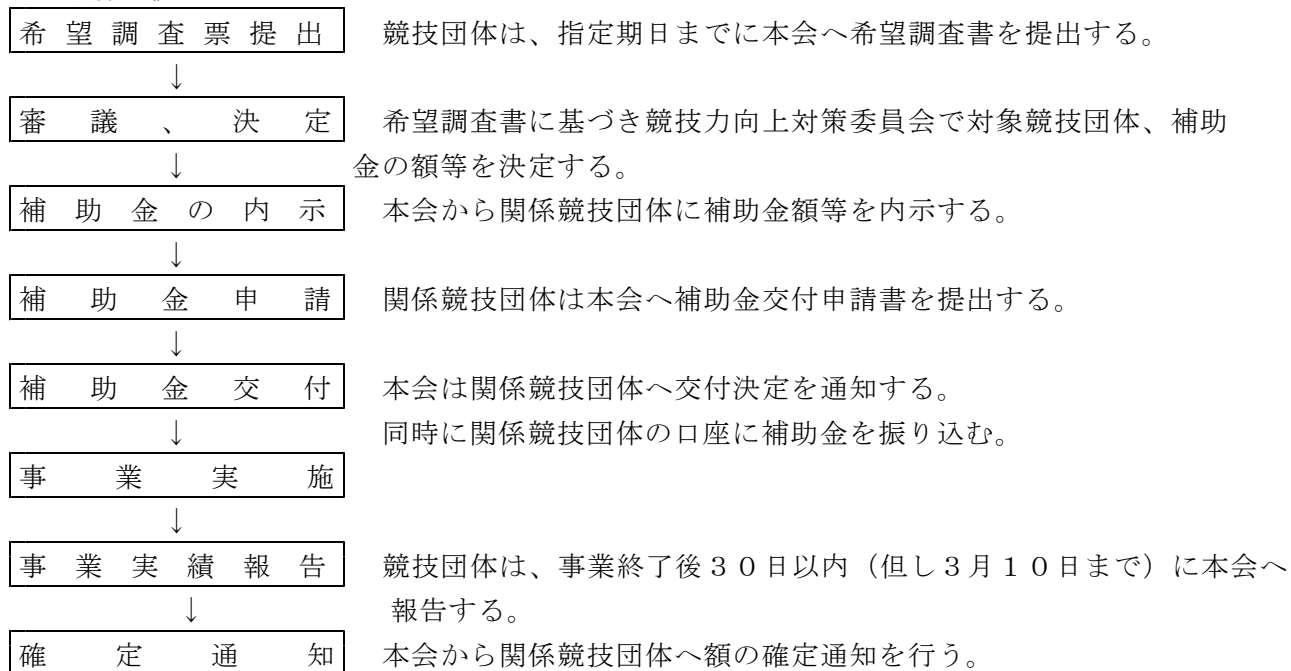 希望調査票提出 競技団体は、指定期日までに本会へ希望調査書を提出する。
↓
審議、決定 希望調査書に基づき競技力向上対策委員会で対象競技団体、補助
↓ 金の額等を決定する。
補助金の内示 本会から関係競技団体に補助金額等を内示する。
↓
補助金申請 関係競技団体は本会へ補助金交付申請書を提出する。
↓
補助金交付 本会は関係競技団体へ交付決定を通知する。
↓ 同時に関係競技団体の口座に補助金を振り込む。
事業実施
↓
事業実績報告 競技団体は、事業終了後30日以内（但し3月10日まで）に本会へ
↓ 報告する。
確定通知 本会から関係競技団体へ額の確定通知を行う。